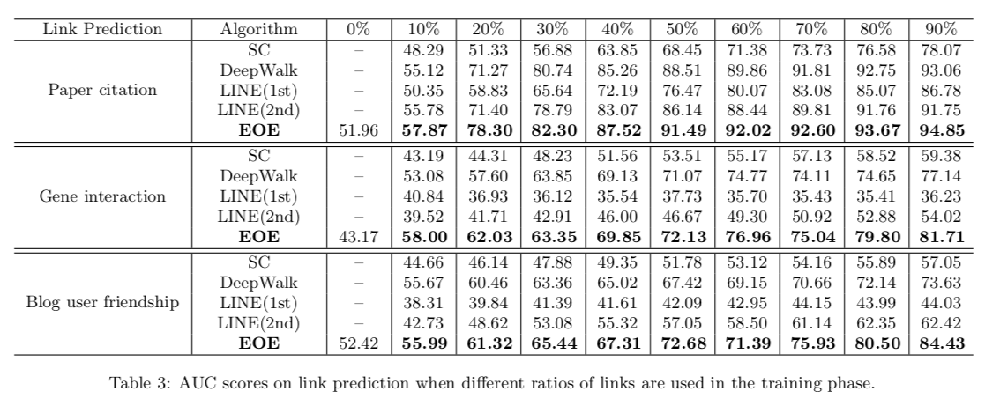 Link Prediction Algorithm 0% 10% 20% 30% 40% 50% 60% 70% 80% 90%
SC – 48.29 51.33 56.88 63.85 68.45 71.38 73.73 76.58 78.07
DeepWalk – 55.12 71.27 80.74 85.26 88.51 89.86 91.81 92.75 93.06
Paper citation LINE(1st) – 50.35 58.83 65.64 72.19 76.47 80.07 83.08 85.07 86.78
LINE(2nd) – 55.78 71.40 78.79 83.07 86.14 88.44 89.81 91.76 91.75
EOE 51.96 57.87 78.30 82.30 87.52 91.49 92.02 92.60 93.67 94.85
SC – 43.19 44.31 48.23 51.56 53.51 55.17 57.13 58.52 59.38
DeepWalk – 53.08 57.60 63.85 69.13 71.07 74.77 74.11 74.65 77.14
Gene interaction LINE(1st) – 40.84 36.93 36.12 35.54 37.73 35.70 35.43 35.41 36.23
LINE(2nd) – 39.52 41.71 42.91 46.00 46.67 49.30 50.92 52.88 54.02
EOE 43.17 58.00 62.03 63.35 69.85 72.13 76.96 75.04 79.80 81.71
SC – 44.66 46.14 47.88 49.35 51.78 53.12 54.16 55.89 57.05
DeepWalk – 55.67 60.46 63.36 65.02 67.42 69.15 70.66 72.14 73.63
Blog user friendship LINE(1st) – 38.31 39.84 41.39 41.61 42.09 42.95 44.15 43.99 44.03
LINE(2nd) – 42.73 48.62 53.08 55.32 57.05 58.50 61.14 62.35 62.42
EOE 52.42 55.99 61.32 65.44 67.31 72.68 71.39 75.93 80.50 84.43
Table 3: AUC scores on link prediction when different ratios of links are used in the training phase.